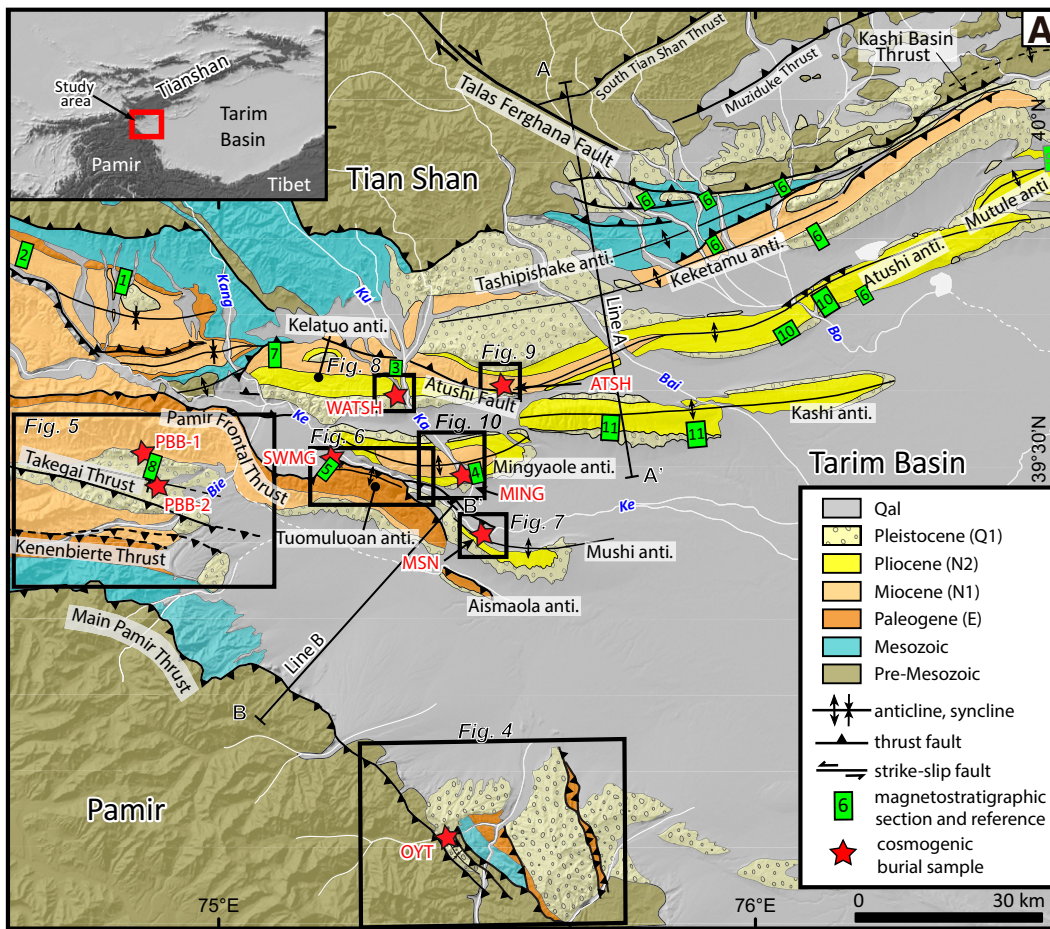 A
Study
area
Tianshan
Tarim
Basin
Pamir
Tibet
Kashi Basin
Thrust
A
South Tian Shan Thrust
Muziduke Thrust
Talas Ferghana Fault
40°N
Tian Shan
6
6
6
6
6
Mutule anti.
Tashipishake anti.
Keketamu anti.
Atushi anti.
2
1
Kang
Ku
Line A
10
6
10
Bo
Kelatuo anti.
7
Fig. 8
3
Fig. 9
Atushi Fault
ATSH
WATSH
Bai
Kashi anti.
39°30'N
Pamir Frontal Thrust
Ke
Ka
Fig. 10
11
11
Fig. 5
PBB-1
Fig. 6
SWMG
5
4
Mingyaole anti.
A'
Tarim Basin
Takegai Thrust
8
Bie
PBB-2
MING
B'
Ke
Tuomuluoan anti.
Fig. 7
Kenenbierte Thrust
MSN
Mushi anti.
Aismaola anti.
Main Pamir Thrust
Line B
B
Fig. 4
Pamir
OYT
Qal
Pleistocene (Q1)
Pliocene (N2)
Miocene (N1)
Paleogene (E)
Mesozoic
Pre-Mesozoic
anticline, syncline
thrust fault
strike-slip fault
6
magnetostratigraphic
section and reference
cosmogenic
burial sample
75°E
76°E
0
30 km